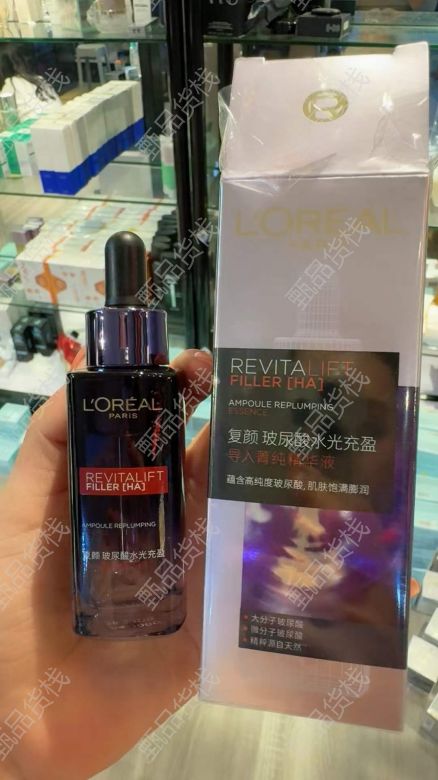 L'ORÉAL
PARIS
REVITALIFT
FILLER [HA]
AMPOULE REPLUMPING
ESSENCE
复颜 玻尿酸水光充盈
导入菁纯精华液
蕴含高纯度玻尿酸,肌肤饱满膨润
• 大分子玻尿酸
• 微分子玻尿酸
• 精粹源自天然
L'ORÉAL
PARIS
REVITALIFT
FILLER [HA]
AMPOULE REPLUMPING
复颜 玻尿酸水光充盈
甄品货栈